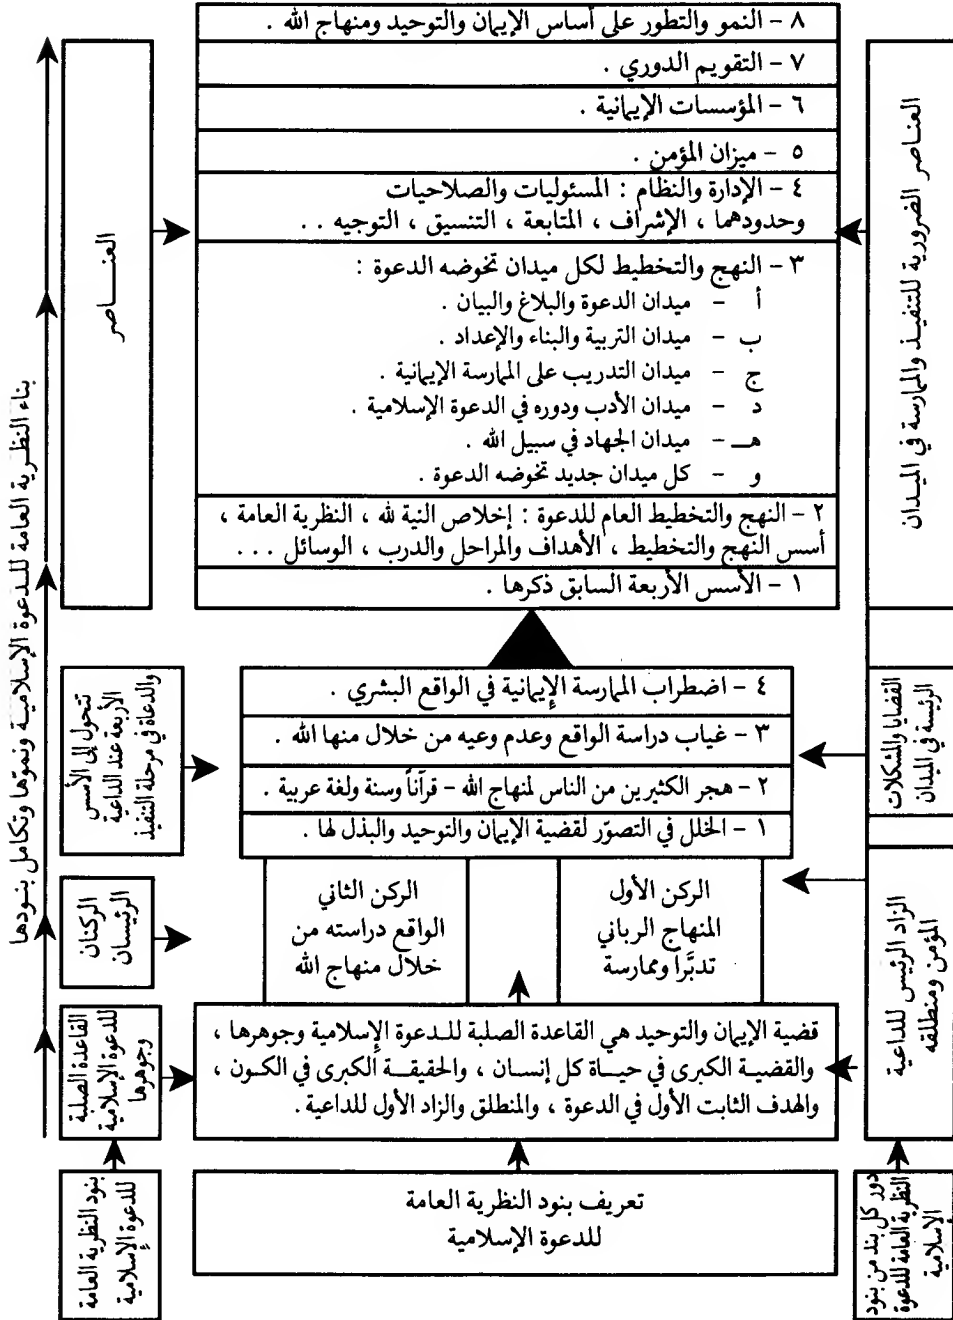 ٨ – النمو والتطور على أساس الإيمان والتوحيد ومنهاج الله .
٧ – التقويم الدوري .
٦ – المؤسسات الإيمانية .
٥ – ميزان المؤمن .
٤ – الإدارة والنظام : المسئوليات والصلاحيات
وحدودهما ، الإشراف ، المتابعة ، التنسيق ، التوجيه . .
٣ – النهج والتخطيط لكل ميدان تخوضه الدعوة :
أ – ميدان الدعوة والبلاغ والبيان .
ب – ميدان التربية والبناء والإعداد .
ج – ميدان التدريب على الممارسة الإيمانية .
د – ميدان الأدب ودوره في الدعوة الإسلامية .
هـ – ميدان الجهاد في سبيل الله .
و – كل ميدان جديد تخوضه الدعوة .
٢ – النهج والتخطيط العام للدعوة : إخلاص النية لله ، النظرية العامة ،
أسس النهج والتخطيط ، الأهداف والمراحل والدرب ، الوسائل ...
١ – الأسس الأربعة السابق ذكرها .
العناصر الضرورية للتنفيذ والممارسة في الميدان
العنـــاصر
بناء النظرية العامة للدعوة الإسلامية ونموها وتكامل بنودها
٤ – اضطراب الممارسة الإيمانية في الواقع البشري .
٣ – غياب دراسة الواقع وعدم وعيه من خلال منها الله .
٢ – هجر الكثيرين من الناس لمنهاج الله – قرآناً وسنة ولغة عربية .
١ – الخلل في التصوّر لقضية الإيمان والتوحيد والبذل لها .
القضايا والمشكلات
الرئيسة في الميدان
تتحول إلى الأسس
الأربعة عند الداعية
والدعاة في مرحلة التنفيذ
الركن الأول
المنهاج الرباني
تدبَّراً وممارسة
الركن الثاني
الواقع دراسته من
خلال منهاج الله
الركنان
الرئيسان
الزاد الرئيس للداعية
المؤمن ومنطلقه
قضية الإيمان والتوحيد هي القاعدة الصلبة للدعوة الإسلامية وجوهرها ،
والقضية الكبرى في حياة كل إنسان ، والحقيقة الكبرى في الكون ،
والهدف الثابت الأول في الدعوة ، والمنطلق والزاد الأول للداعية .
القاعدة الصلبة
للدعوة الإسلامية
وجوهرها
تعريف بنود النظرية العامة
للدعوة الإسلامية
دور كل بند من بنود
النظرية العامة للدعوة
الإسلامية
بنود النظرية العامة
للدعوة الإسلامية